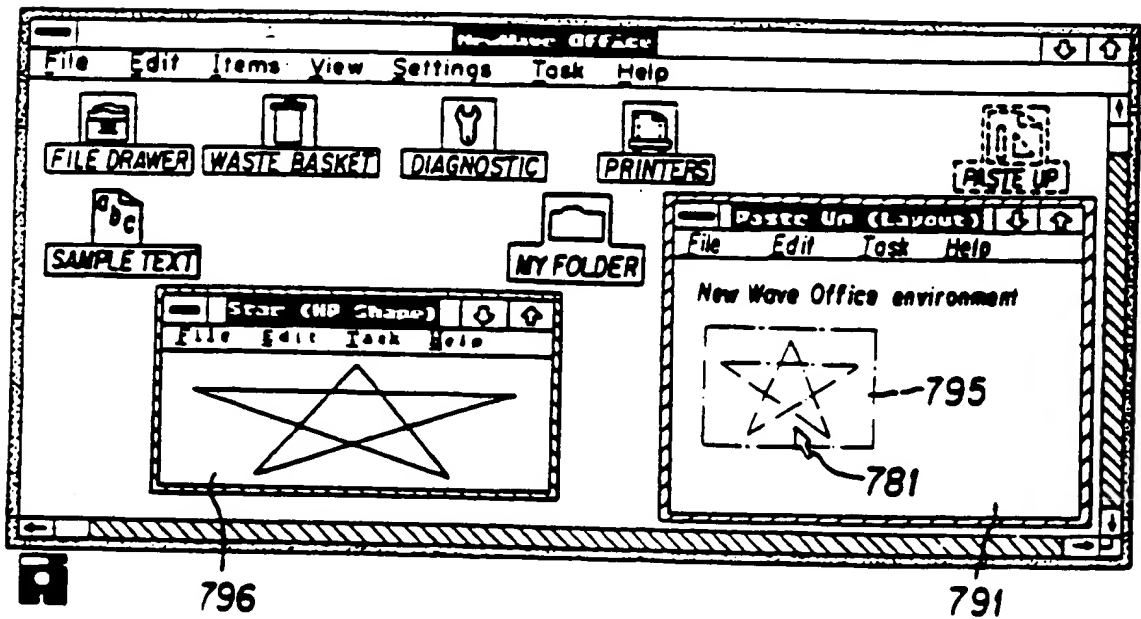 NewWave Office
File Edit Items View Settings Task Help
FILE DRAWER WASTE BASKET DIAGNOSTIC PRINTERS PASTE UP
abc
SAMPLE TEXT MY FOLDER
Paste Up (Layout)
File Edit Task Help
New Wave Office environment
Star (HP Shape)
File Edit Task Help
795
781
796
791